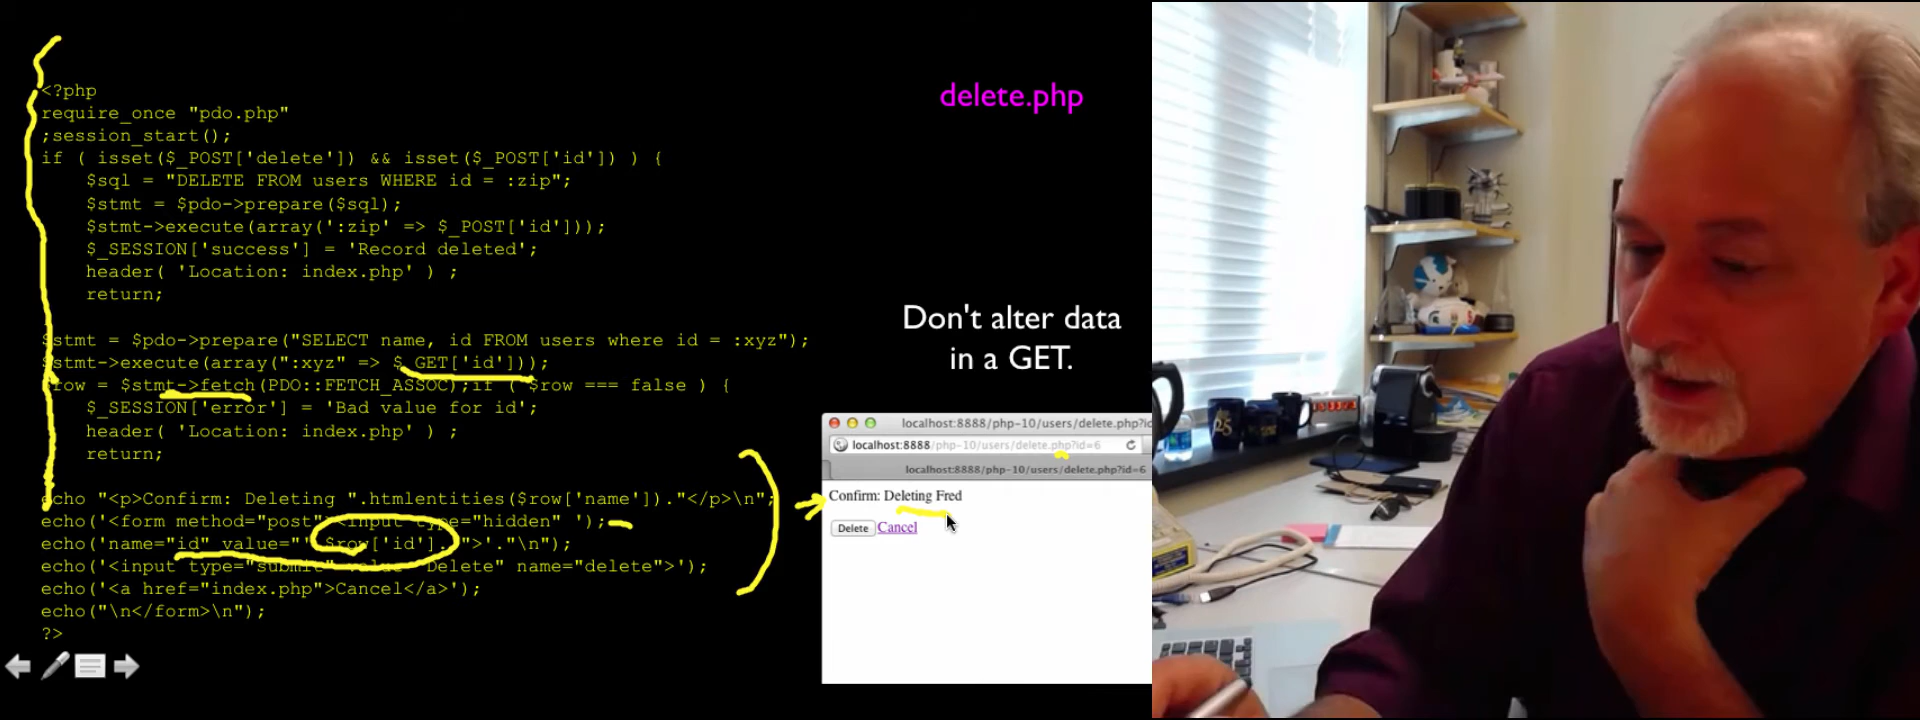 <?php
require_once "pdo.php"
;session_start();
if ( isset($_POST['delete']) && isset($_POST['id']) ) {
    $sql = "DELETE FROM users WHERE id = :zip";
    $stmt = $pdo->prepare($sql);
    $stmt->execute(array(':zip' => $_POST['id']));
    $_SESSION['success'] = 'Record deleted';
    header( 'Location: index.php' ) ;
    return;
$stmt = $pdo->prepare("SELECT name, id FROM users where id = :xyz");
$stmt->execute(array(":xyz" => $_GET['id']));
$row = $stmt->fetch(PDO::FETCH_ASSOC);if ( $row === false ) {
    $_SESSION['error'] = 'Bad value for id';
    header( 'Location: index.php' ) ;
    return;
echo "<p>Confirm: Deleting ".htmlentities($row['name'])."</p>\n";
echo('<form method="post"><input type="hidden" ');
echo('name="id" value="'.$row['id'].'">'."\n");
echo('<input type="submit" value="Delete" name="delete">');
echo('<a href="index.php">Cancel</a>');
echo("\n</form>\n");
?>
delete.php
Don't alter data
in a GET.
localhost:8888/php-10/users/delete.php?i
localhost:8888/php-10/users/delete.php?id=6
localhost:8888/php-10/users/delete.php?id=6
Confirm: Deleting Fred
Delete Cancel
25